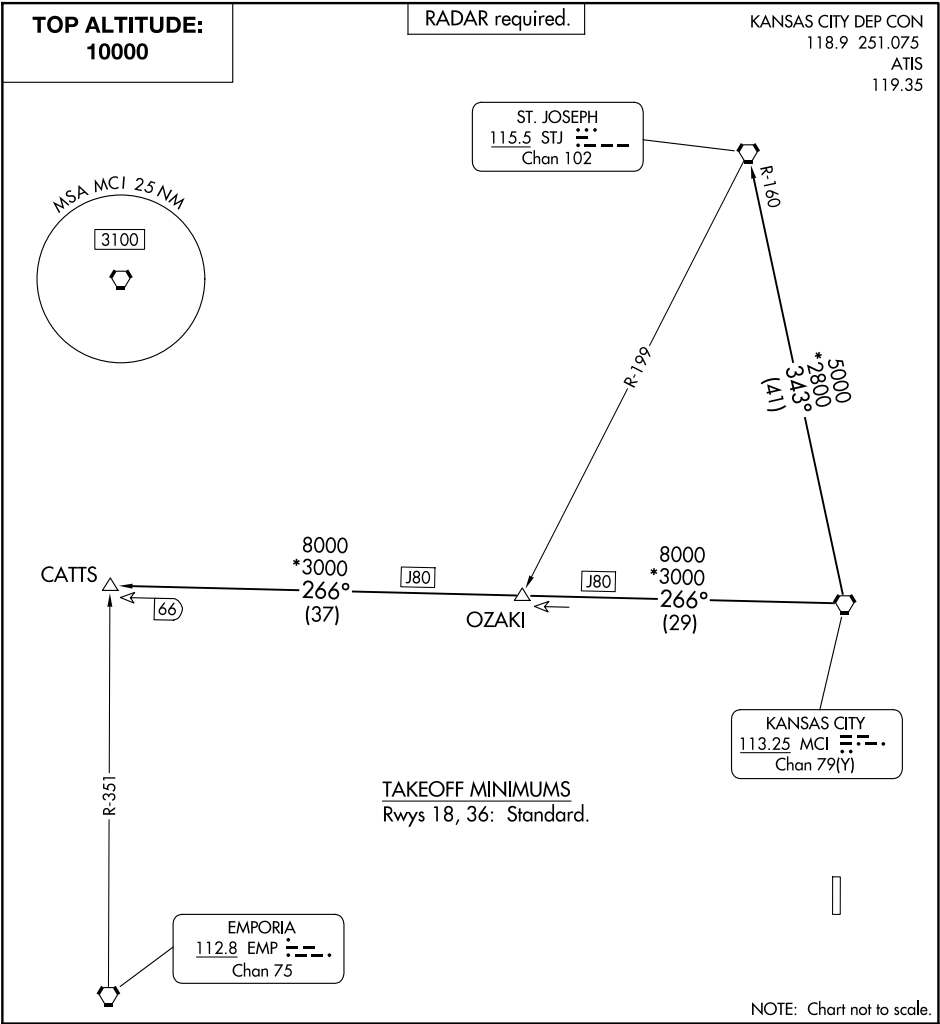 TOP ALTITUDE:
10000
RADAR required.
KANSAS CITY DEP CON
118.9 251.075
ATIS
119.35
ST. JOSEPH
115.5 STJ
Chan 102
MSA MCI 25 NM
3100
R-160
R-199
5000
*2800
343°
(41)
CATTS
66
8000
*3000
266°
(37)
J80
OZAKI
J80
8000
*3000
266°
(29)
KANSAS CITY
113.25 MCI
Chan 79(Y)
R-351
TAKEOFF MINIMUMS
Rwys 18, 36: Standard.
EMPORIA
112.8 EMP
Chan 75
NOTE: Chart not to scale.